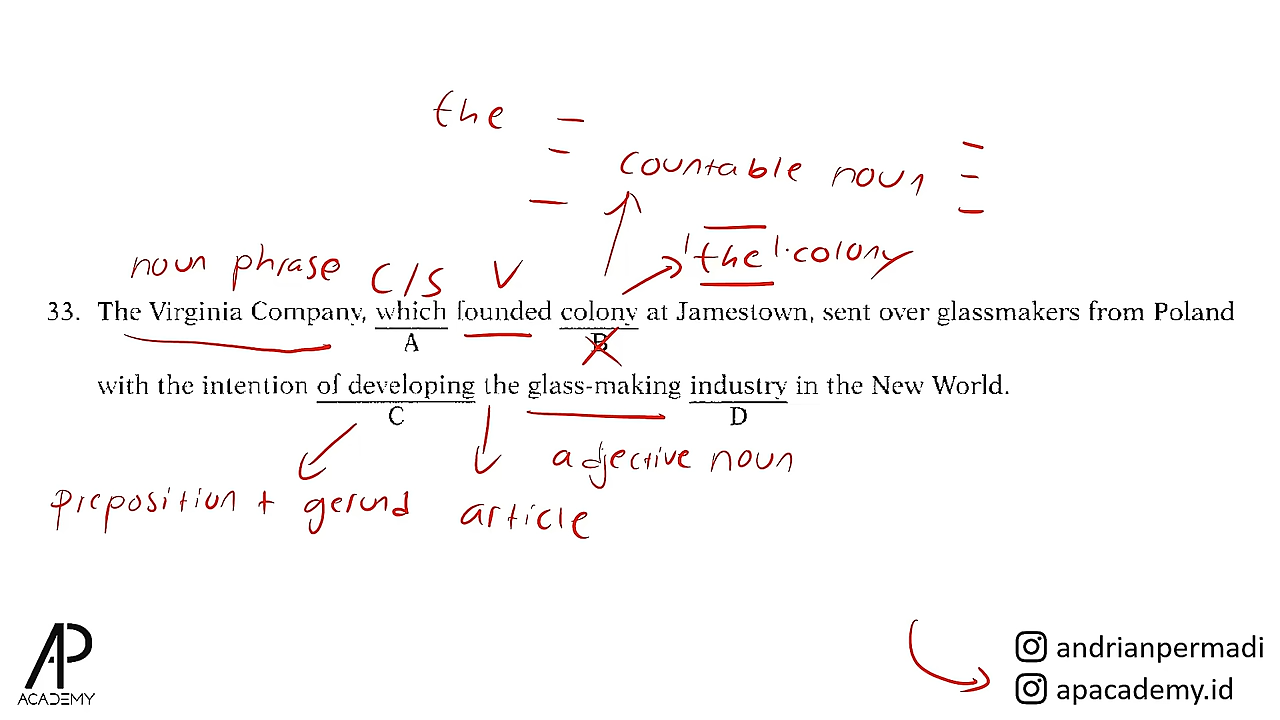 the
countable noun
noun phrase C/S V 'the' colony
33. The Virginia Company, which founded colony at Jamestown, sent over glassmakers from Poland
A B
with the intention of developing the glass-making industry in the New World.
C D
adjective noun
preposition + gerund article
AP
ACADEMY
andrianpermadi
apacademy.id